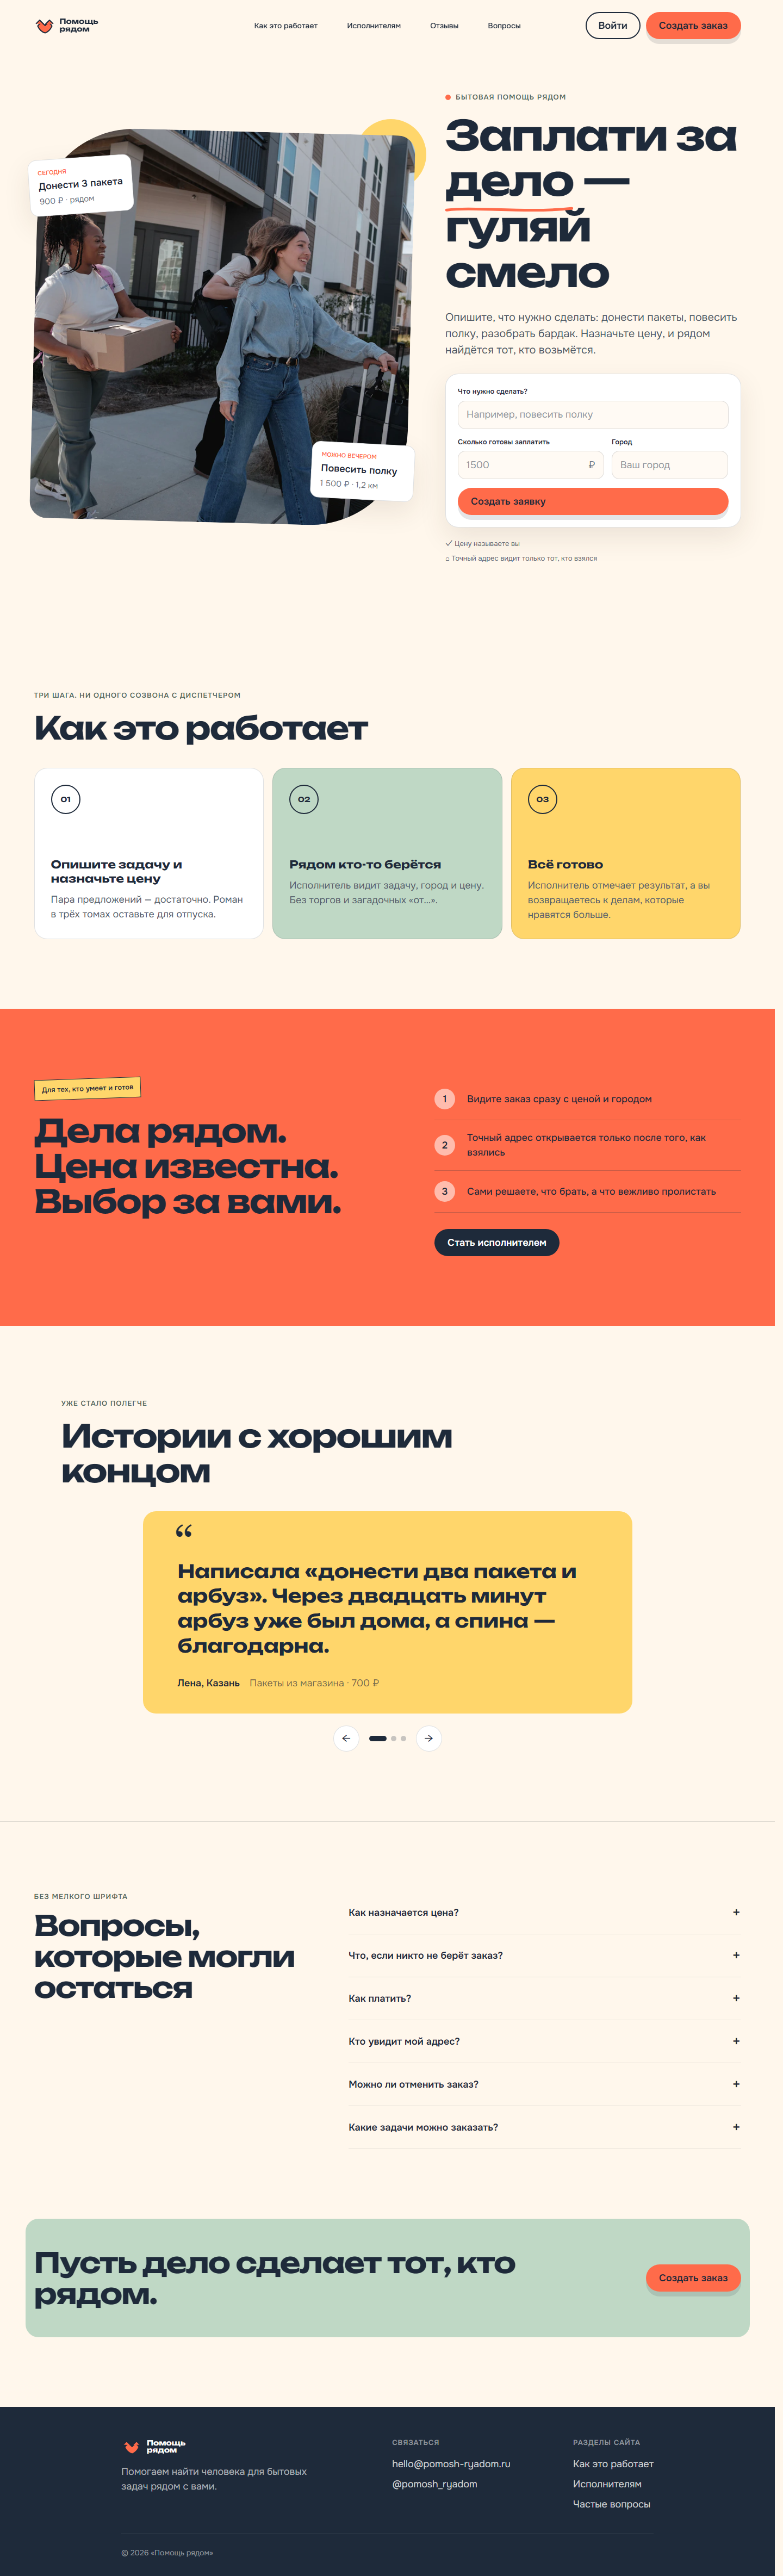 Помощь
рядом
Как это работает
Исполнителям
Отзывы
Вопросы
Войти
Создать заказ
СЕГОДНЯ
Донести 3 пакета
900 ₽ · рядом
МОЖНО ВЕЧЕРОМ
Повесить полку
1 500 ₽ · 1,2 км
БЫТОВАЯ ПОМОЩЬ РЯДОМ
Заплати за
дело —
гуляй
смело
Опишите, что нужно сделать: донести пакеты, повесить
полку, разобрать бардак. Назначьте цену, и рядом
найдётся тот, кто возьмётся.
Что нужно сделать?
Например, повесить полку
Сколько готовы заплатить
Город
1500 ₽
Ваш город
Создать заявку
✓ Цену называете вы
⌂ Точный адрес видит только тот, кто взялся
ТРИ ШАГА. НИ ОДНОГО СОЗВОНА С ДИСПЕТЧЕРОМ
Как это работает
01
Опишите задачу и
назначьте цену
Пара предложений — достаточно. Роман
в трёх томах оставьте для отпуска.
02
Рядом кто-то берётся
Исполнитель видит задачу, город и цену.
Без торгов и загадочных «от…».
03
Всё готово
Исполнитель отмечает результат, а вы
возвращаетесь к делам, которые
нравятся больше.
Для тех, кто умеет и готов
Дела рядом.
Цена известна.
Выбор за вами.
1 Видите заказ сразу с ценой и городом
2 Точный адрес открывается только после того, как
взялись
3 Сами решаете, что брать, а что вежливо пролистать
Стать исполнителем
УЖЕ СТАЛО ПОЛЕГЧЕ
Истории с хорошим
концом
“
Написала «донести два пакета и
арбуз». Через двадцать минут
арбуз уже был дома, а спина —
благодарна.
Лена, Казань Пакеты из магазина · 700 ₽
← →
БЕЗ МЕЛКОГО ШРИФТА
Вопросы,
которые могли
остаться
Как назначается цена? +
Что, если никто не берёт заказ? +
Как платить? +
Кто увидит мой адрес? +
Можно ли отменить заказ? +
Какие задачи можно заказать? +
Пусть дело сделает тот, кто
рядом.
Создать заказ
Помощь
рядом
Помогаем найти человека для бытовых
задач рядом с вами.
СВЯЗАТЬСЯ
hello@pomosh-ryadom.ru
@pomosh_ryadom
РАЗДЕЛЫ САЙТА
Как это работает
Исполнителям
Частые вопросы
© 2026 «Помощь рядом»